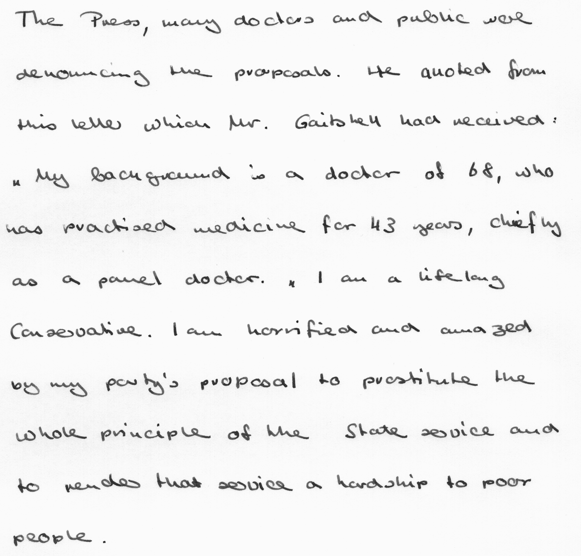 The Press, many doctors and public were
denouncing the proposals. He quoted from
this letter which Mr. Gaitskell had received:
"My background is a doctor of 68, who
has practised medicine for 43 years, chiefly
as a panel doctor. "I am a lifelong
Conservative. I am horrified and amazed
by my party's proposal to prostitute the
whole principle of the State service and
to render that service a hardship to poor
people.